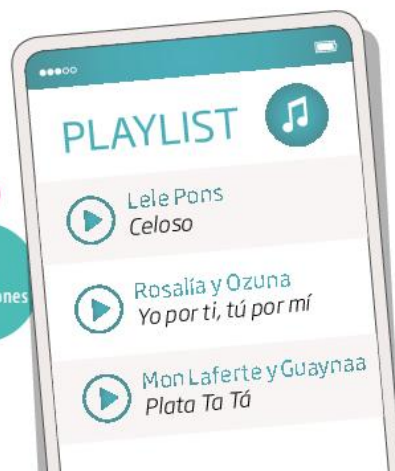 PLAYLIST
Lele Pons
Celoso
Rosalía y Ozuna
Yo por ti, tú por mí
Mon Laferte y Guaynaa
Plata Ta Tá